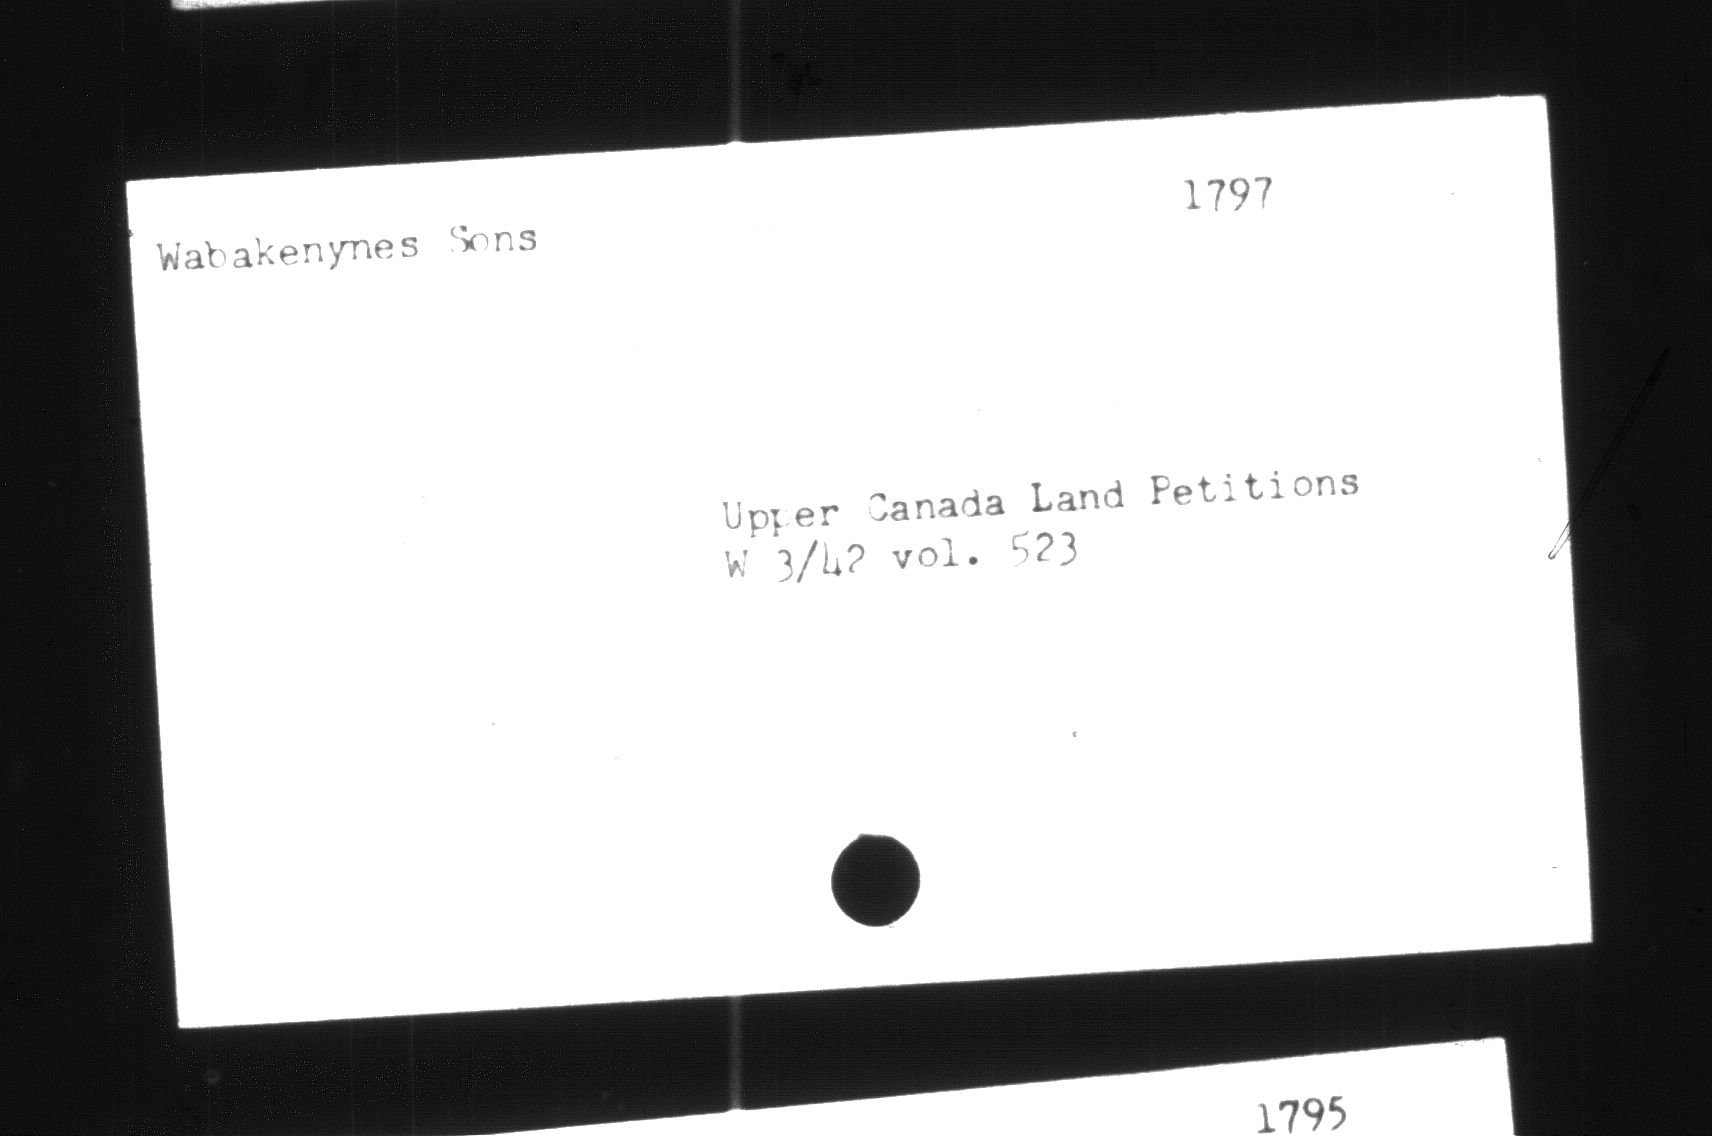 1797
Wabakenynes Sons
Upper Canada Land Petitions
W 3/42 vol. 523
1795